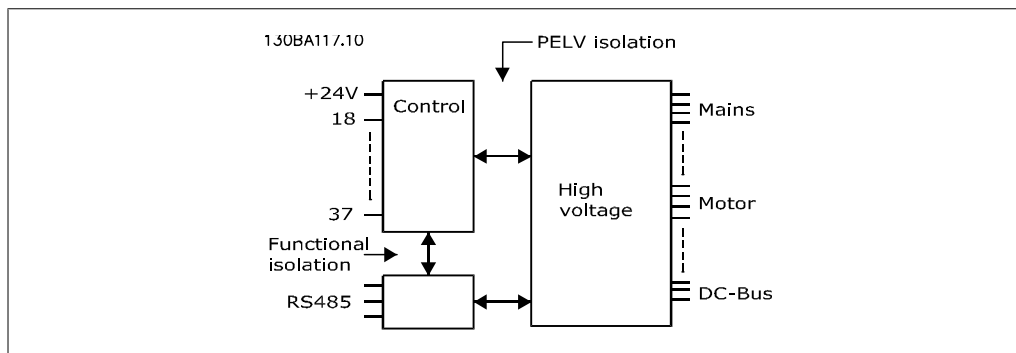 130BA117.10
PELV isolation
+24V
Control
18
Mains
High
voltage
Motor
37
Functional
isolation
RS485
DC-Bus